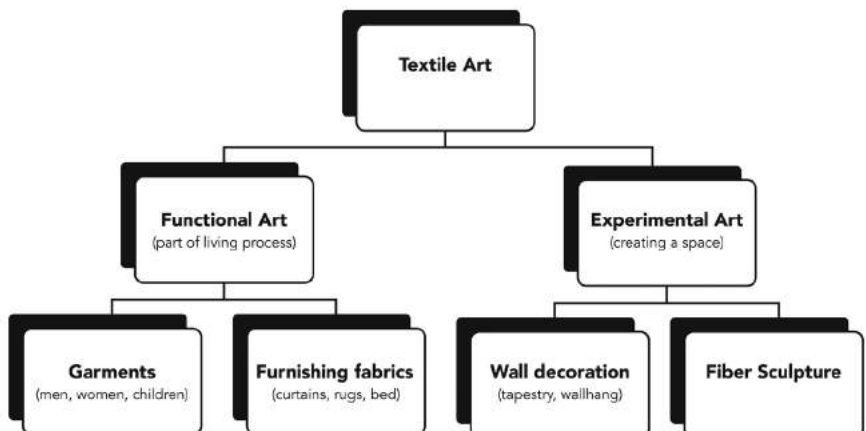 Textile Art
Functional Art
(part of living process)
Experimental Art
(creating a space)
Garments
(men, women, children)
Furnishing fabrics
(curtains, rugs, bed)
Wall decoration
(tapestry, wallhang)
Fiber Sculpture